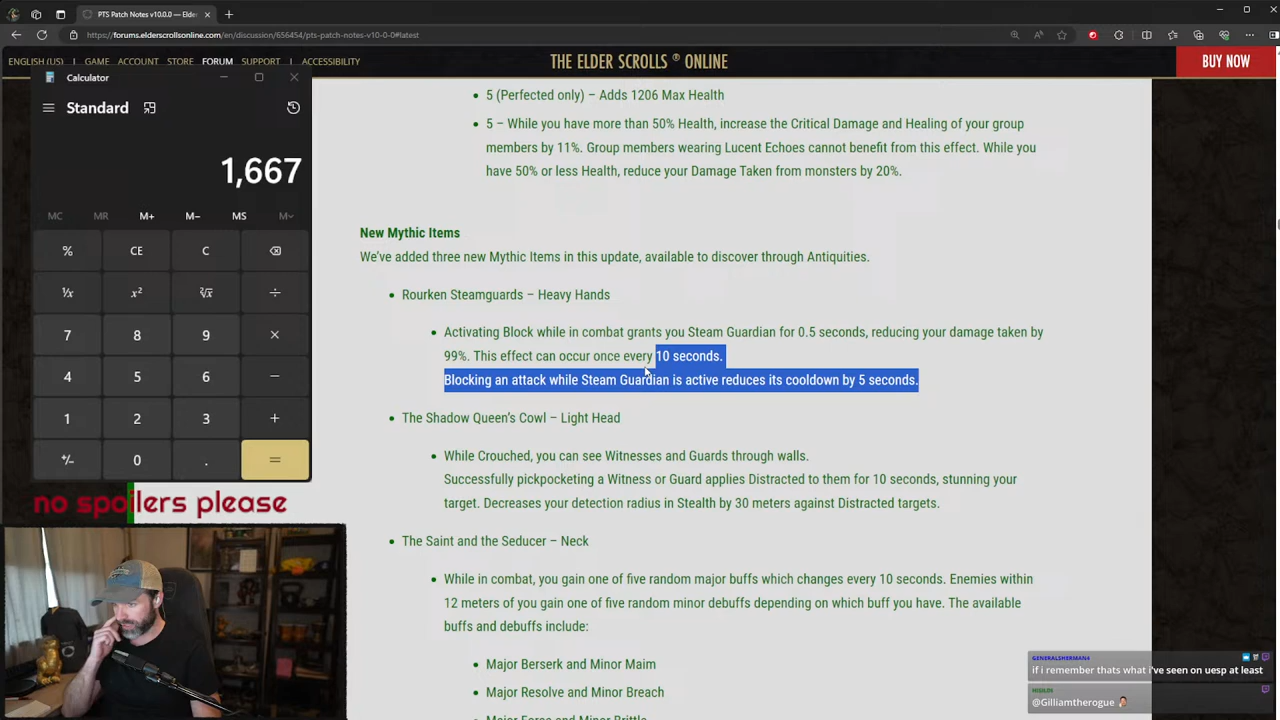 PTS Patch Notes v10.0.0
https://forums.elderscrollsonline.com/en/discussion/656454/pts-patch-notes-v10-0-0#latest
ENGLISH (US) | GAME ACCOUNT STORE FORUM SUPPORT | ACCESSIBILITY
THE ELDER SCROLLS ® ONLINE
BUY NOW
Calculator
Standard
1,667
MC MR M+ M− MS M˅
% CE C
¹/ₓ x² ²√x ÷
7 8 9 ×
4 5 6 −
1 2 3 +
+/− 0 . =
no spoilers please
• 5 (Perfected only) – Adds 1206 Max Health
• 5 – While you have more than 50% Health, increase the Critical Damage and Healing of your group
members by 11%. Group members wearing Lucent Echoes cannot benefit from this effect. While you
have 50% or less Health, reduce your Damage Taken from monsters by 20%.
New Mythic Items
We've added three new Mythic Items in this update, available to discover through Antiquities.
• Rourken Steamguards – Heavy Hands
• Activating Block while in combat grants you Steam Guardian for 0.5 seconds, reducing your damage taken by
99%. This effect can occur once every 10 seconds.
Blocking an attack while Steam Guardian is active reduces its cooldown by 5 seconds.
• The Shadow Queen's Cowl – Light Head
• While Crouched, you can see Witnesses and Guards through walls.
Successfully pickpocketing a Witness or Guard applies Distracted to them for 10 seconds, stunning your
target. Decreases your detection radius in Stealth by 30 meters against Distracted targets.
• The Saint and the Seducer – Neck
• While in combat, you gain one of five random major buffs which changes every 10 seconds. Enemies within
12 meters of you gain one of five random minor debuffs depending on which buff you have. The available
buffs and debuffs include:
• Major Berserk and Minor Maim
• Major Resolve and Minor Breach
• Major Force and Minor Brittle
GENERALSHERMAN4
if i remember thats what i've seen on uesp at least
@Gilliamtherogue